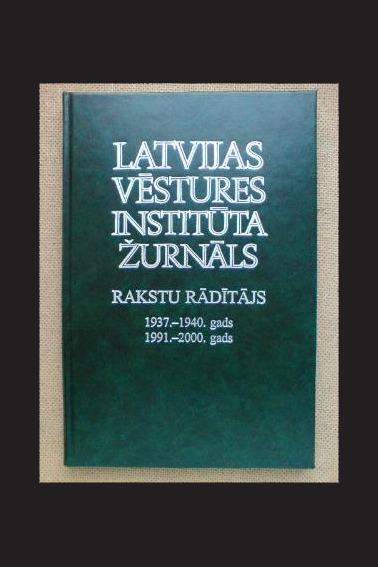 LATVIJAS
VĒSTURES
INSTITŪTA
ŽURNĀLS
RAKSTU RĀDĪTĀJS
1937.–1940. gads
1991.–2000. gads